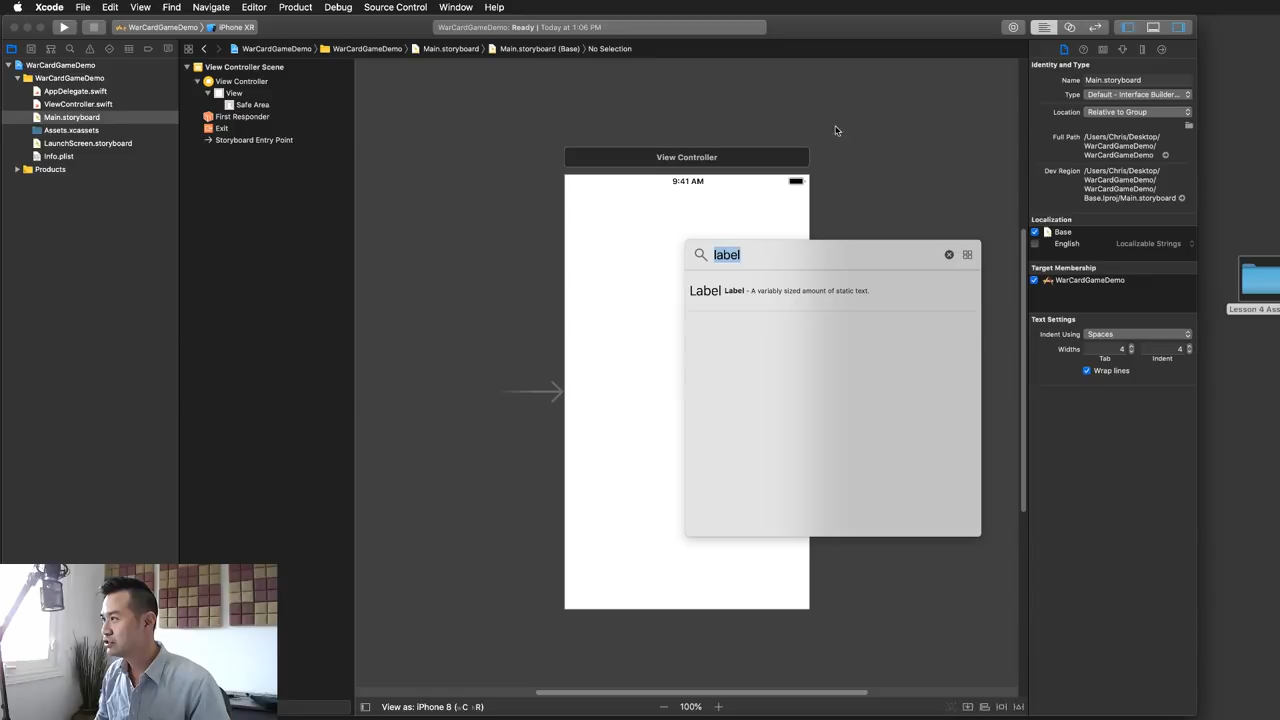 Xcode File Edit View Find Navigate Editor Product Debug Source Control Window Help
WarCardGameDemo iPhone XR
WarCardGameDemo: Ready | Today at 1:06 PM
WarCardGameDemo WarCardGameDemo Main.storyboard Main.storyboard (Base) No Selection
WarCardGameDemo
WarCardGameDemo
AppDelegate.swift
ViewController.swift
Main.storyboard
Assets.xcassets
LaunchScreen.storyboard
Info.plist
Products
View Controller Scene
View Controller
View
Safe Area
First Responder
Exit
Storyboard Entry Point
View Controller
9:41 AM
label
Label Label - A variably sized amount of static text.
View as: iPhone 8 (wC hR)
100%
Identity and Type
Name Main.storyboard
Type Default - Interface Builder...
Location Relative to Group
Full Path /Users/Chris/Desktop/
WarCardGameDemo/
WarCardGameDemo
Dev Region /Users/Chris/Desktop/
WarCardGameDemo/
WarCardGameDemo/
Base.lproj/Main.storyboard
Localization
Base
English Localizable Strings
Target Membership
WarCardGameDemo
Text Settings
Indent Using Spaces
Widths 4 4
Tab Indent
Wrap lines
Lesson 4 Ass